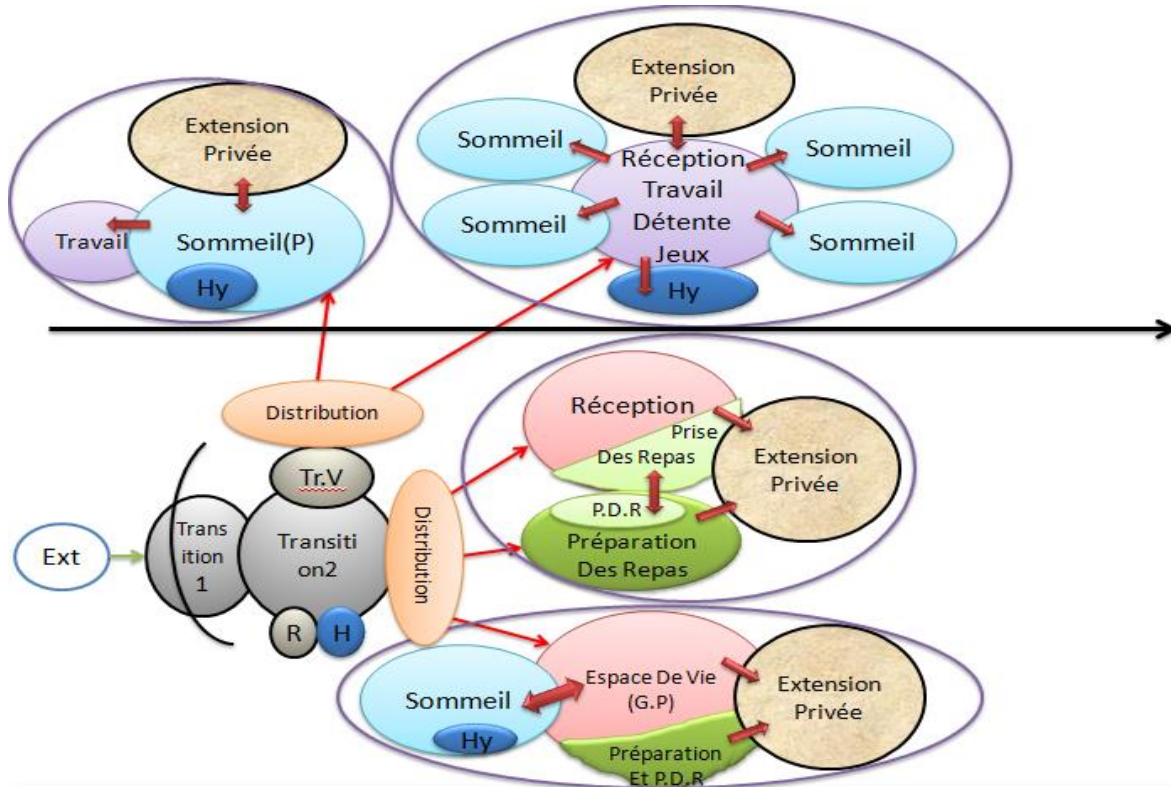 Extension
Privée
Travail
Sommeil(P)
Hy
Extension
Privée
Sommeil
Sommeil
Réception
Travail
Détente
Jeux
Sommeil
Sommeil
Hy
Distribution
Tr.V
Ext
Trans
ition
1
Transiti
on2
R
H
Distribution
Réception
Prise
Des Repas
P.D.R
Préparation
Des Repas
Extension
Privée
Sommeil
Hy
Espace De Vie
(G.P)
Préparation
Et P.D.R
Extension
Privée